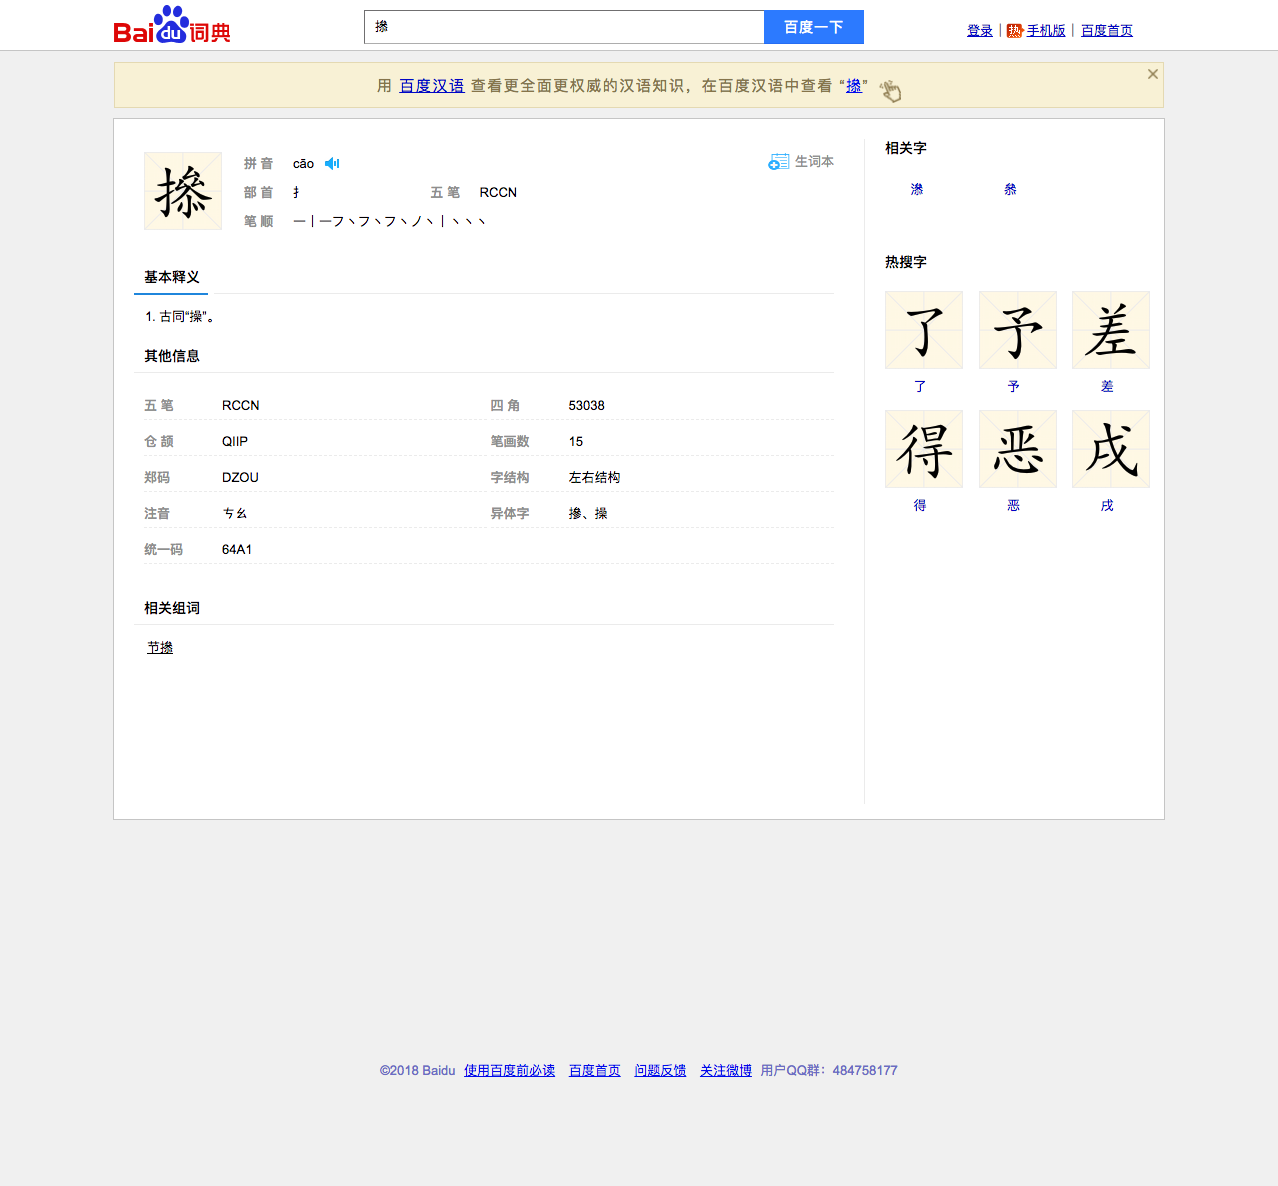 Bai du 词典 撡 百度一下 登录 | 热 手机版 | 百度首页
用 百度汉语 查看更全面更权威的汉语知识，在百度汉语中查看 “撡”
撡
拼音 cāo 生词本
部首 扌 五笔 RCCN
笔顺 一丨一フ丶フ丶フ丶ノ丶丨丶丶丶
基本释义
1. 古同“操”。
其他信息
五笔 RCCN 四角 53038
仓颉 QIIP 笔画数 15
郑码 DZOU 字结构 左右结构
注音 ㄘㄠ 异体字 摻、操
统一码 64A1
相关组词
节撡
相关字
潹 叅
热搜字
了 予 差
了 予 差
得 恶 戌
得 恶 戌
©2018 Baidu 使用百度前必读 百度首页 问题反馈 关注微博 用户QQ群：484758177